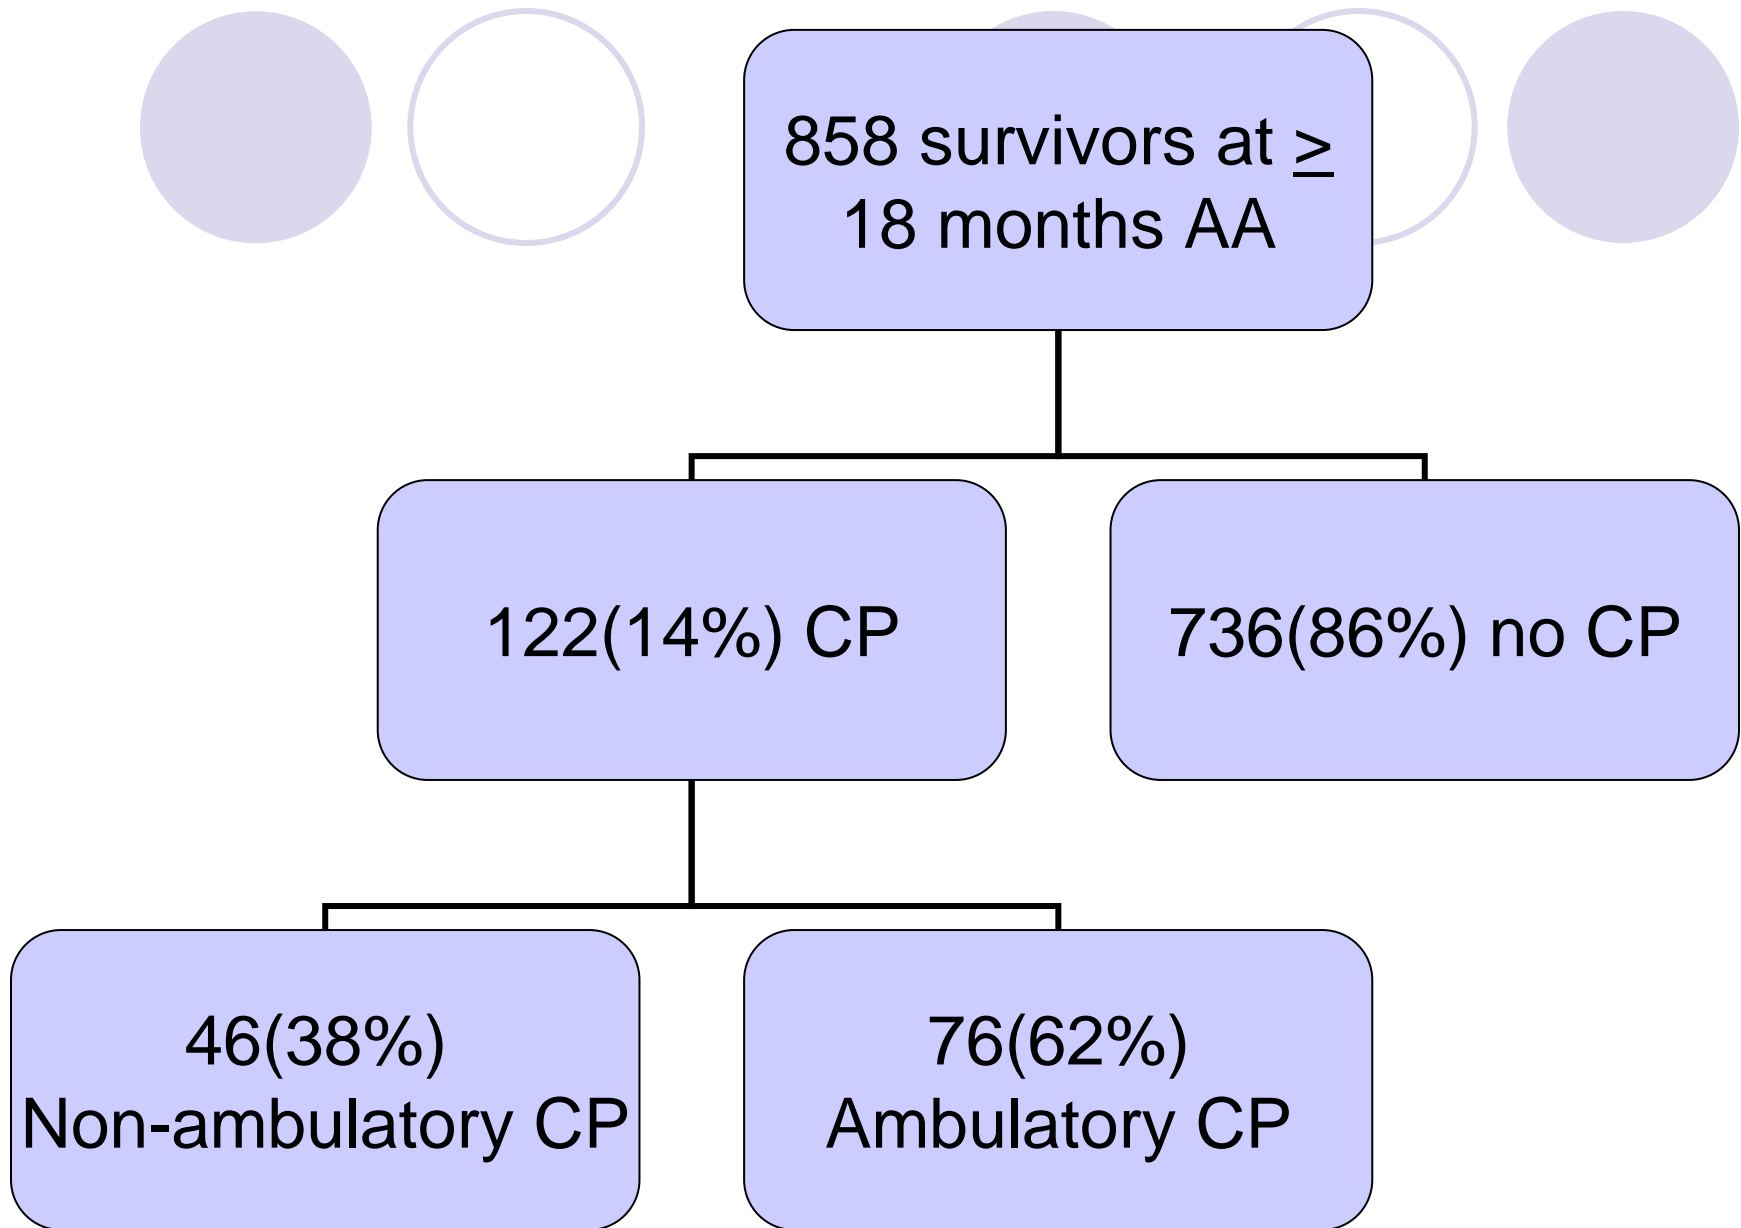 858 survivors at ≥
18 months AA
122(14%) CP
736(86%) no CP
46(38%)
Non-ambulatory CP
76(62%)
Ambulatory CP